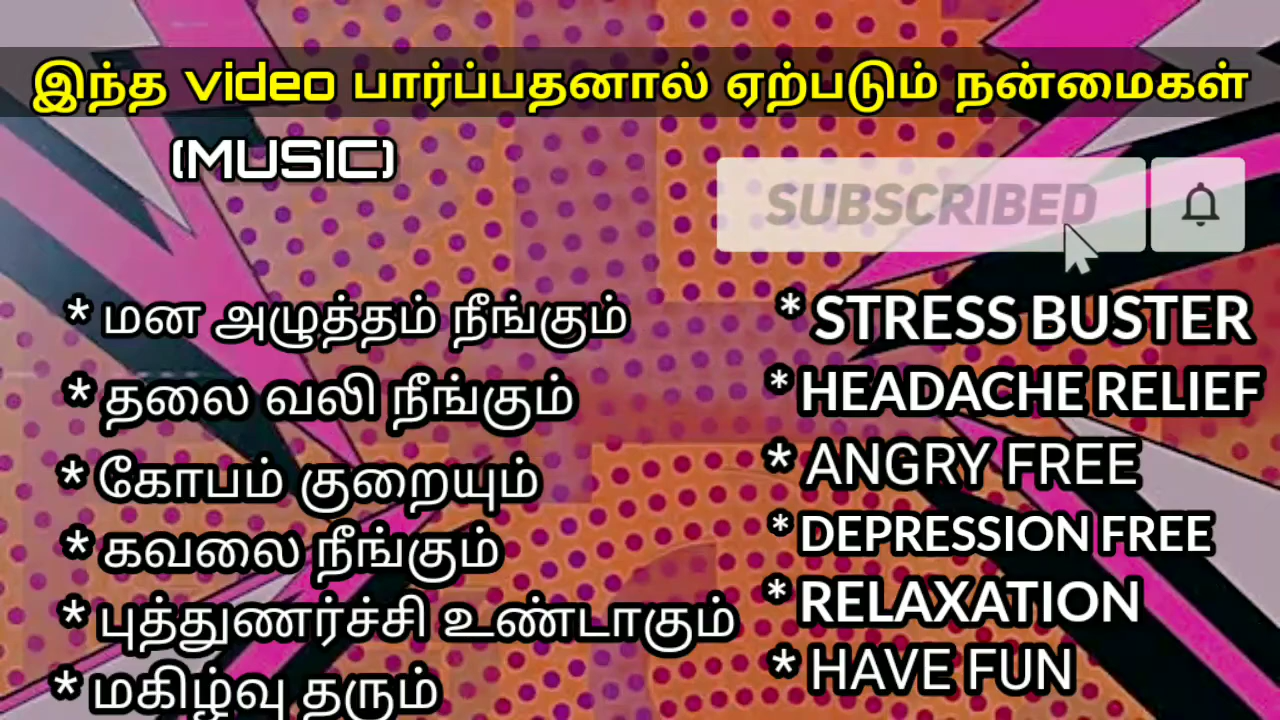 இந்த video பார்ப்பதனால் ஏற்படும் நன்மைகள்
(MUSIC)
SUBSCRIBED
* மன அழுத்தம் நீங்கும்
* தலை வலி நீங்கும்
* கோபம் குறையும்
* கவலை நீங்கும்
* புத்துணர்ச்சி உண்டாகும்
* மகிழ்வு தரும்
* STRESS BUSTER
* HEADACHE RELIEF
* ANGRY FREE
* DEPRESSION FREE
* RELAXATION
* HAVE FUN